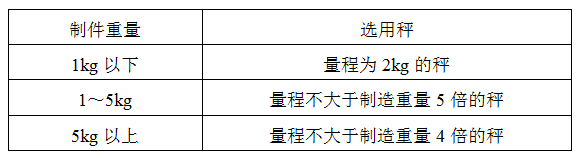 制件重量 选用秤
1kg 以下 量程为 2kg 的秤
1～5kg 量程不大于制造重量 5 倍的秤
5kg 以上 量程不大于制造重量 4 倍的秤